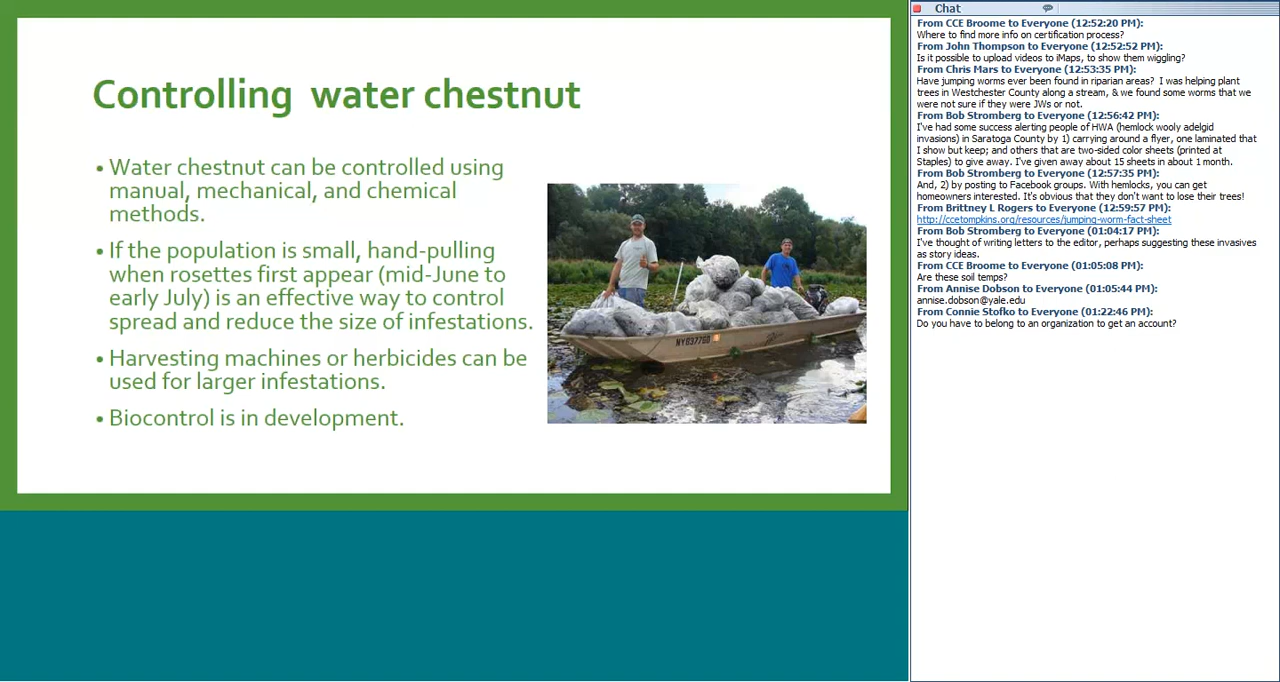 Controlling  water chestnut
• Water chestnut can be controlled using
manual, mechanical, and chemical
methods.
• If the population is small, hand-pulling
when rosettes first appear (mid-June to
early July) is an effective way to control
spread and reduce the size of infestations.
• Harvesting machines or herbicides can be
used for larger infestations.
• Biocontrol is in development.
Chat
From CCE Broome to Everyone (12:52:20 PM):
Where to find more info on certification process?
From John Thompson to Everyone (12:52:52 PM):
Is it possible to upload videos to iMaps, to show them wiggling?
From Chris Mars to Everyone (12:53:35 PM):
Have jumping worms ever been found in riparian areas?  I was helping plant
trees in Westchester County along a stream, & we found some worms that we
were not sure if they were JWs or not.
From Bob Stromberg to Everyone (12:56:42 PM):
I've had some success alerting people of HWA (hemlock wooly adelgid
invasions) in Saratoga County by 1) carrying around a flyer, one laminated that
I show but keep; and others that are two-sided color sheets (printed at
Staples) to give away. I've given away about 15 sheets in about 1 month.
From Bob Stromberg to Everyone (12:57:35 PM):
And, 2) by posting to Facebook groups. With hemlocks, you can get
homeowners interested. It's obvious that they don't want to lose their trees!
From Brittney L Rogers to Everyone (12:59:57 PM):
http://ccetompkins.org/resources/jumping-worm-fact-sheet
From Bob Stromberg to Everyone (01:04:17 PM):
I've thought of writing letters to the editor, perhaps suggesting these invasives
as story ideas.
From CCE Broome to Everyone (01:05:08 PM):
Are these soil temps?
From Annise Dobson to Everyone (01:05:44 PM):
annise.dobson@yale.edu
From Connie Stofko to Everyone (01:22:46 PM):
Do you have to belong to an organization to get an account?